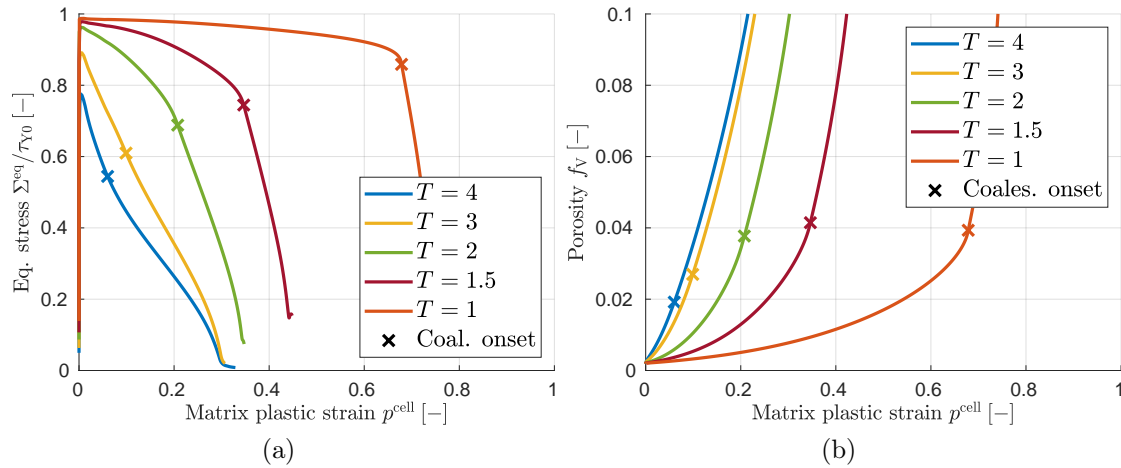 1
0.8
0.6
0.4
0.2
0
0 0.2 0.4 0.6 0.8 1
Eq. stress Σ^eq/τ_Y0 [−]
Matrix plastic strain p^cell [−]
T = 4
T = 3
T = 2
T = 1.5
T = 1
Coal. onset
(a)
0.1
0.08
0.06
0.04
0.02
0
0 0.2 0.4 0.6 0.8 1
Porosity f_V [−]
Matrix plastic strain p^cell [−]
T = 4
T = 3
T = 2
T = 1.5
T = 1
Coales. onset
(b)